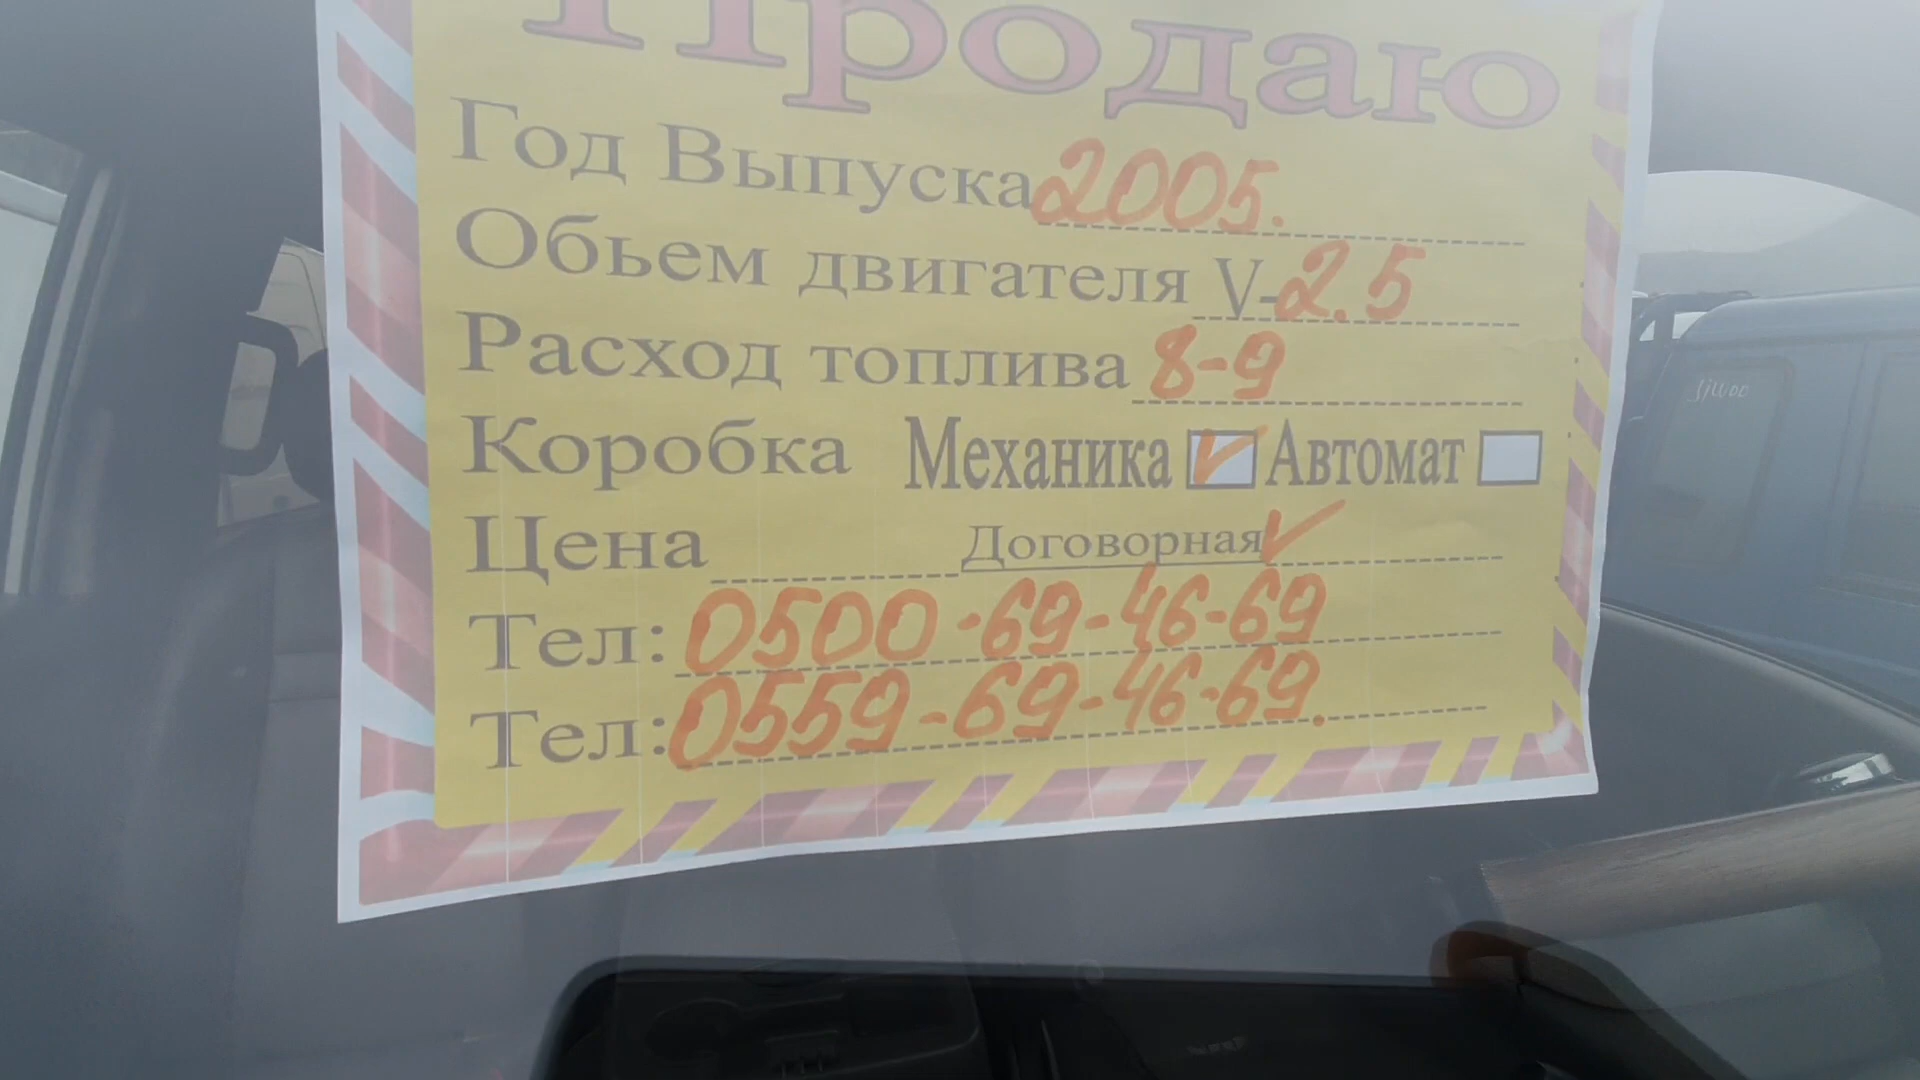 Продаю
Год Выпуска 2005.
Обьем двигателя V-2.5
Расход топлива 8-9
Коробка Механика ✓ Автомат
Цена Договорная ✓
Тел: 0500-69-46-69
Тел: 0559-69-46-69.